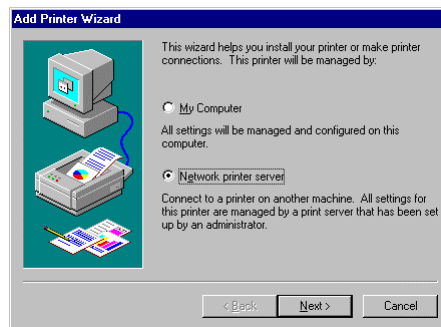 Add Printer Wizard
This wizard helps you install your printer or make printer
connections. This printer will be managed by:
My Computer
All settings will be managed and configured on this
computer.
Network printer server
Connect to a printer on another machine. All settings for
this printer are managed by a print server that has been set
up by an administrator.
< Back
Next >
Cancel